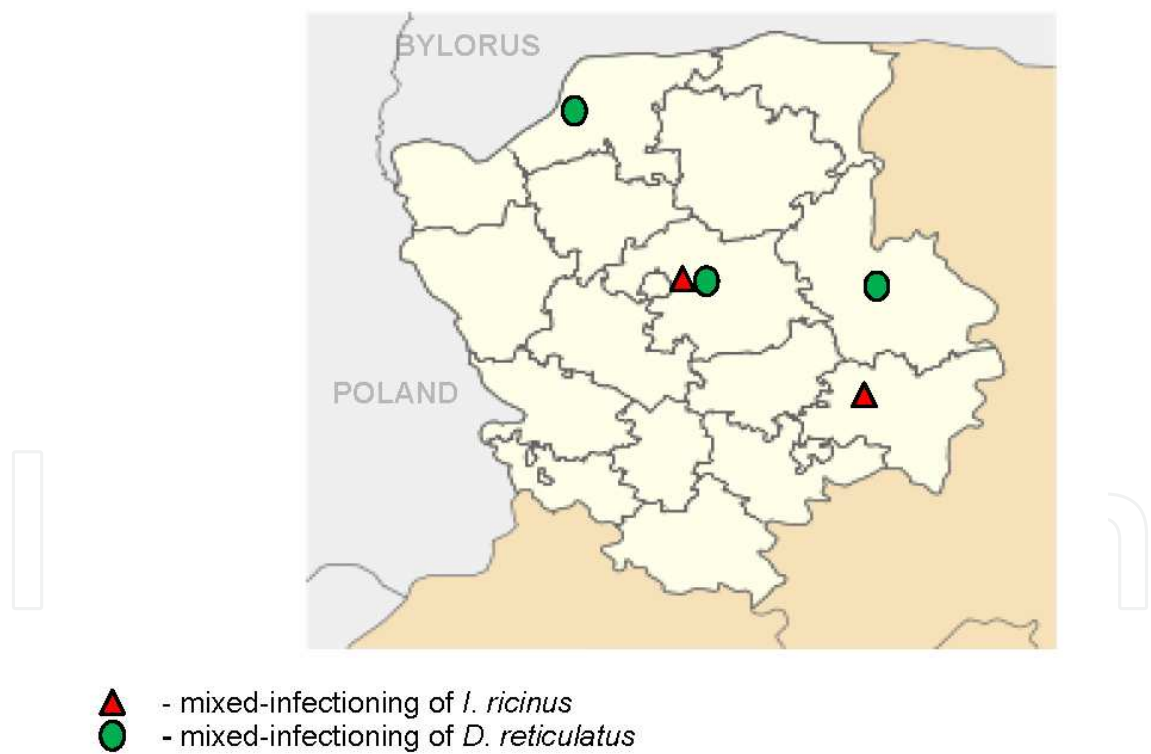 BYLORUS
POLAND
- mixed-infectioning of I. ricinus
- mixed-infectioning of D. reticulatus